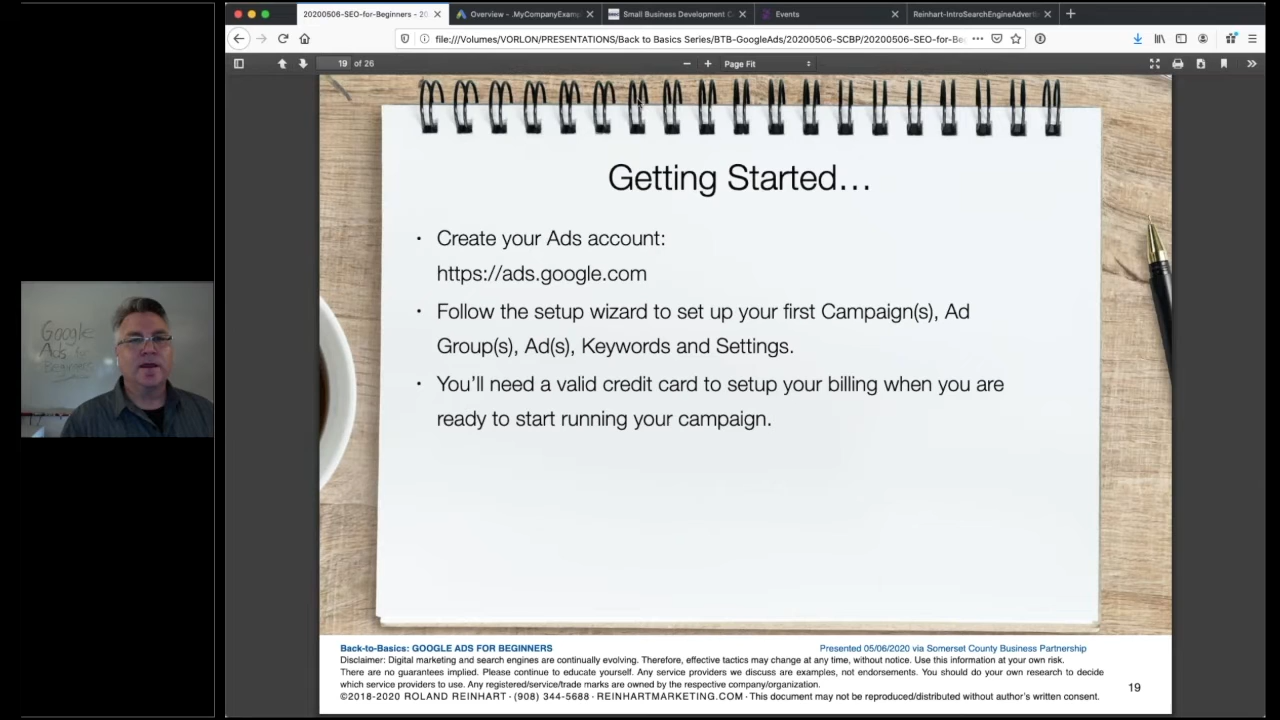 20200506-SEO-for-Beginners - 20
Overview - .MyCompanyExam
Small Business Development C
Events
Reinhart-IntroSearchEngineAdverti
file:///Volumes/VORLON/PRESENTATIONS/Back to Basics Series/BTB-GoogleAds/20200506-SCBP/20200506-SEO-for-Be
19 of 26
Page Fit
Getting Started...
• Create your Ads account:
https://ads.google.com
• Follow the setup wizard to set up your first Campaign(s), Ad
Group(s), Ad(s), Keywords and Settings.
• You'll need a valid credit card to setup your billing when you are
ready to start running your campaign.
Google
Ads for
Beginners
Back-to-Basics: GOOGLE ADS FOR BEGINNERS
Presented 05/06/2020 via Somerset County Business Partnership
Disclaimer: Digital marketing and search engines are continually evolving. Therefore, effective tactics may change at any time, without notice. Use this information at your own risk.
There are no guarantees implied. Please continue to educate yourself. Any service providers we discuss are examples, not endorsements. You should do your own research to decide
which service providers to use. Any registered/service/trade marks are owned by the respective company/organization.
©2018-2020 ROLAND REINHART · (908) 344-5688 · REINHARTMARKETING.COM · This document may not be reproduced/distributed without author's written consent.
19